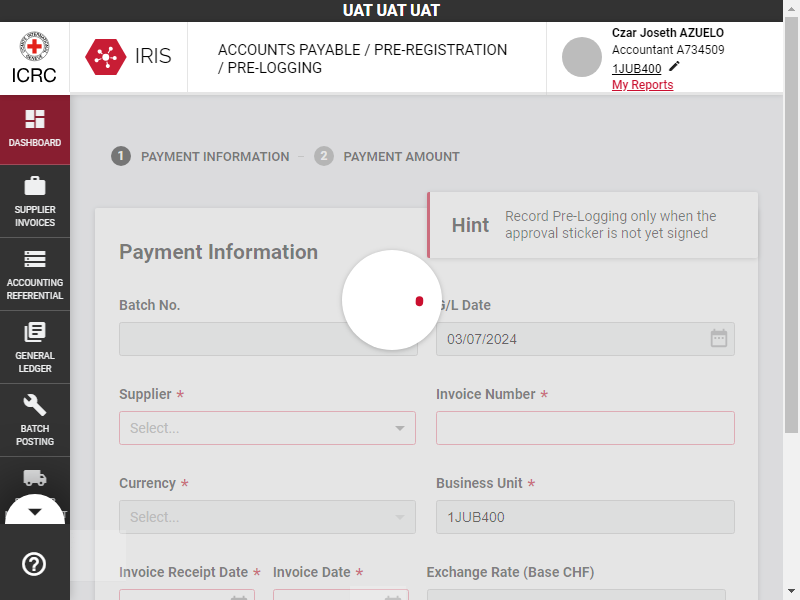 UAT UAT UAT
ICRC
IRIS
ACCOUNTS PAYABLE / PRE-REGISTRATION
/ PRE-LOGGING
Czar Joseth AZUELO
Accountant A734509
1JUB400
My Reports
DASHBOARD
SUPPLIER
INVOICES
ACCOUNTING
REFERENTIAL
GENERAL
LEDGER
BATCH
POSTING
1 PAYMENT INFORMATION – 2 PAYMENT AMOUNT
Hint
Record Pre-Logging only when the
approval sticker is not yet signed
Payment Information
Batch No.
G/L Date
03/07/2024
Supplier *
Invoice Number *
Select...
Currency *
Business Unit *
Select...
1JUB400
Invoice Receipt Date *
Invoice Date *
Exchange Rate (Base CHF)